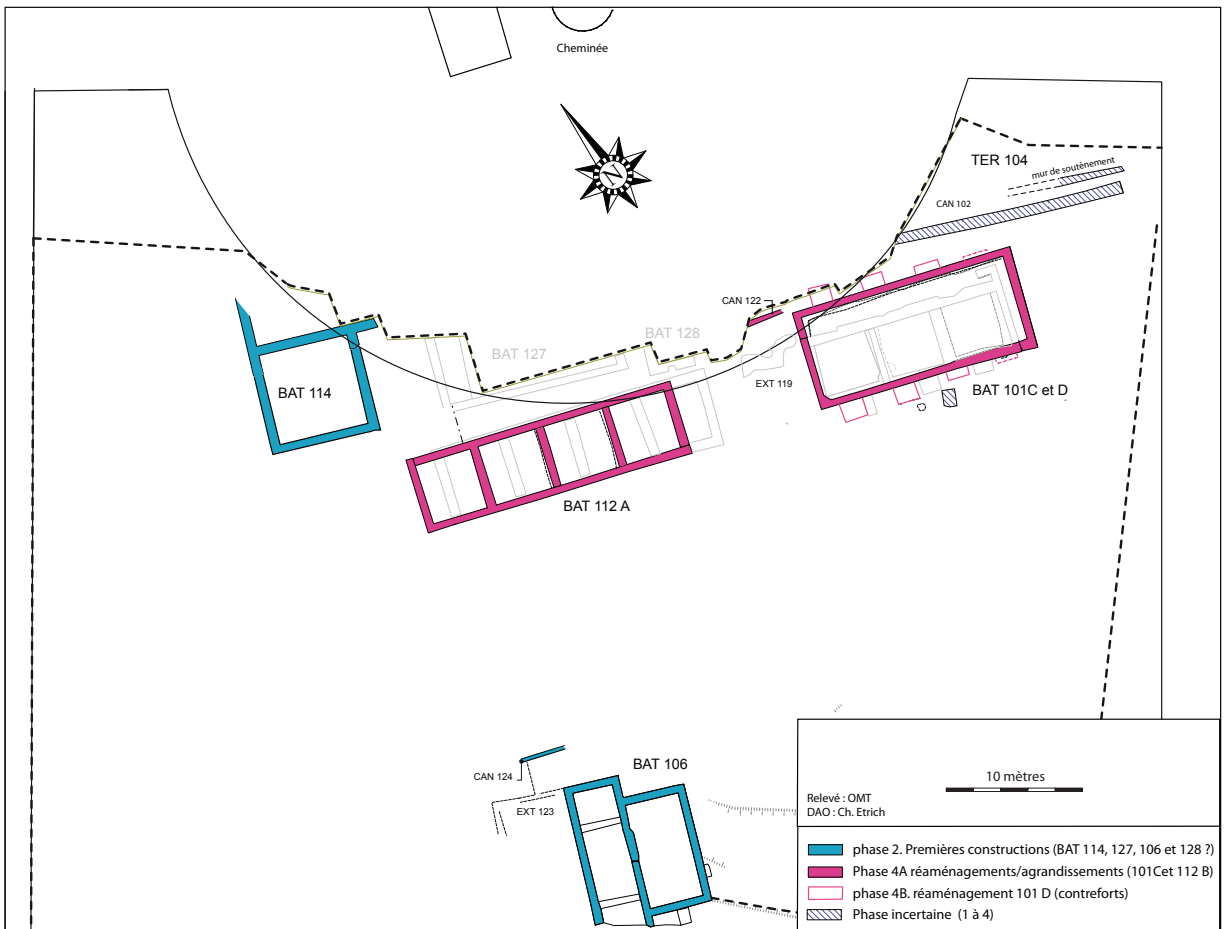 Cheminée
TER 104
mur de soutènement
CAN 102
N
CAN 122
BAT 128
BAT 127
EXT 119
BAT 114
BAT 101C et D
BAT 112 A
BAT 106
CAN 124
EXT 123
10 mètres
Relevé : OMT
DAO : Ch. Etrich
phase 2. Premières constructions (BAT 114, 127, 106 et 128 ?)
Phase 4A réaménagements/agrandissements (101Cet 112 B)
phase 4B. réaménagement 101 D (contreforts)
Phase incertaine (1 à 4)